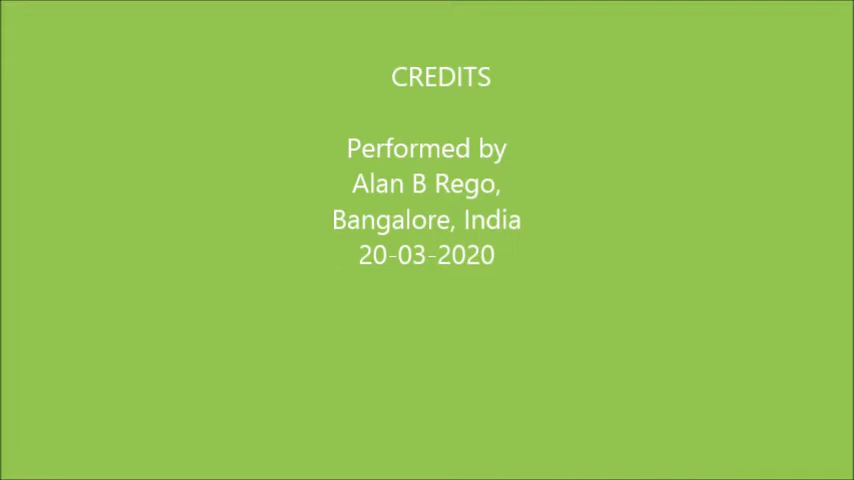 CREDITS
Performed by
Alan B Rego,
Bangalore, India
20-03-2020